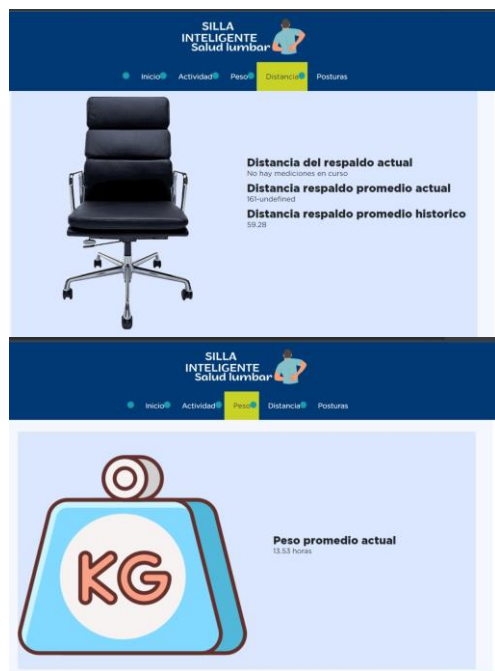 SILLA
INTELIGENTE
Salud lumbar
Inicio Actividad Peso Distancia Posturas
Distancia del respaldo actual
No hay mediciones en curso
Distancia respaldo promedio actual
161-undefined
Distancia respaldo promedio historico
59.28
SILLA
INTELIGENTE
Salud lumbar
Inicio Actividad Peso Distancia Posturas
KG
Peso promedio actual
13.53 horas